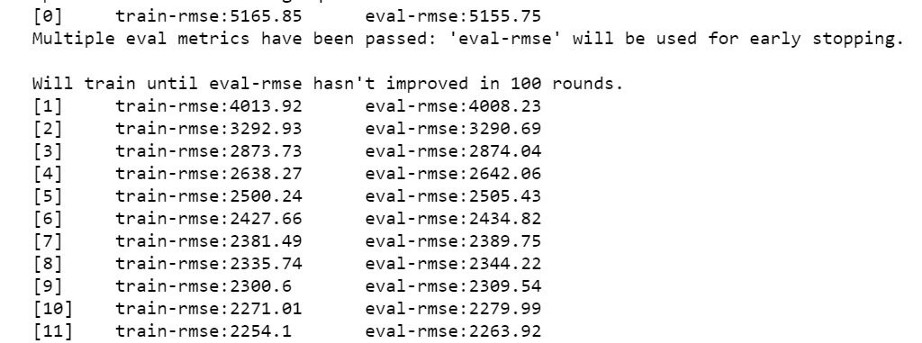 [0] train-rmse:5165.85 eval-rmse:5155.75
Multiple eval metrics have been passed: 'eval-rmse' will be used for early stopping.
Will train until eval-rmse hasn't improved in 100 rounds.
[1] train-rmse:4013.92 eval-rmse:4008.23
[2] train-rmse:3292.93 eval-rmse:3290.69
[3] train-rmse:2873.73 eval-rmse:2874.04
[4] train-rmse:2638.27 eval-rmse:2642.06
[5] train-rmse:2500.24 eval-rmse:2505.43
[6] train-rmse:2427.66 eval-rmse:2434.82
[7] train-rmse:2381.49 eval-rmse:2389.75
[8] train-rmse:2335.74 eval-rmse:2344.22
[9] train-rmse:2300.6 eval-rmse:2309.54
[10] train-rmse:2271.01 eval-rmse:2279.99
[11] train-rmse:2254.1 eval-rmse:2263.92